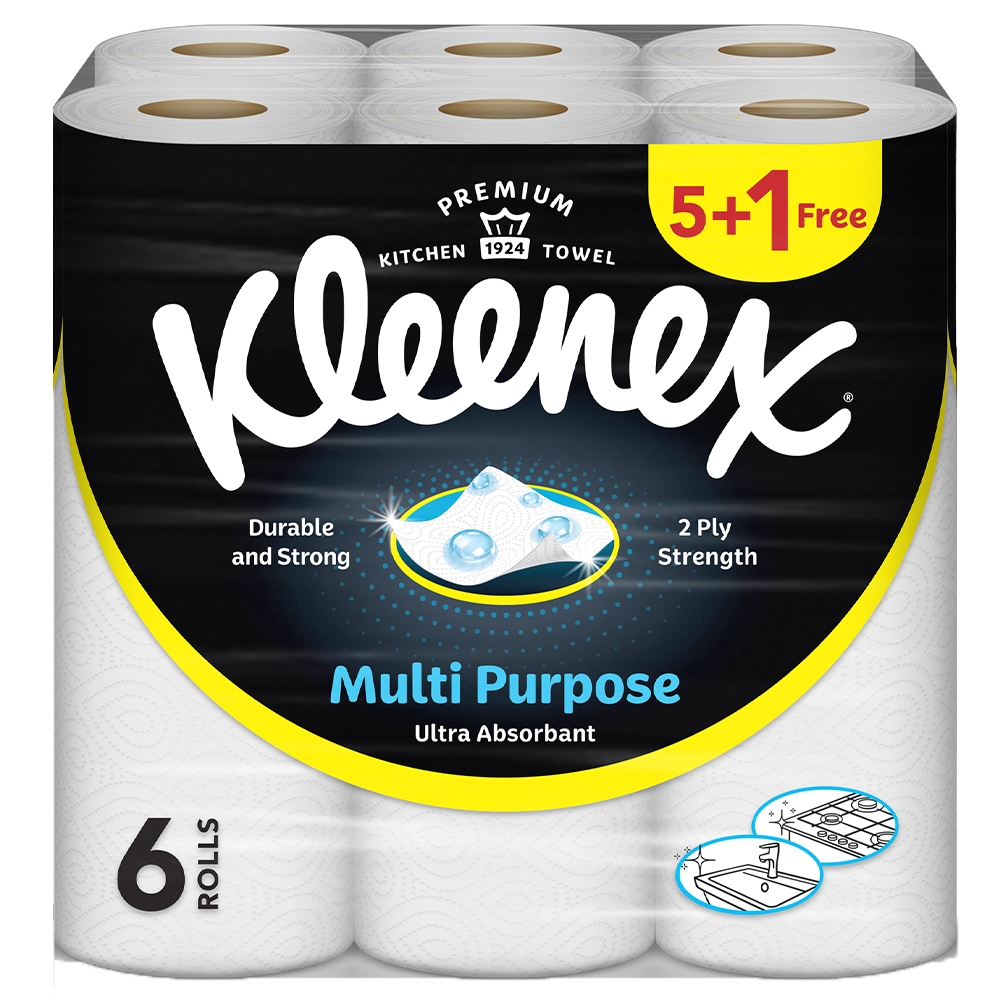 PREMIUM
KITCHEN 1924 TOWEL
5+1 Free
Kleenex®
Durable
and Strong
2 Ply
Strength
Multi Purpose
Ultra Absorbant
6 ROLLS